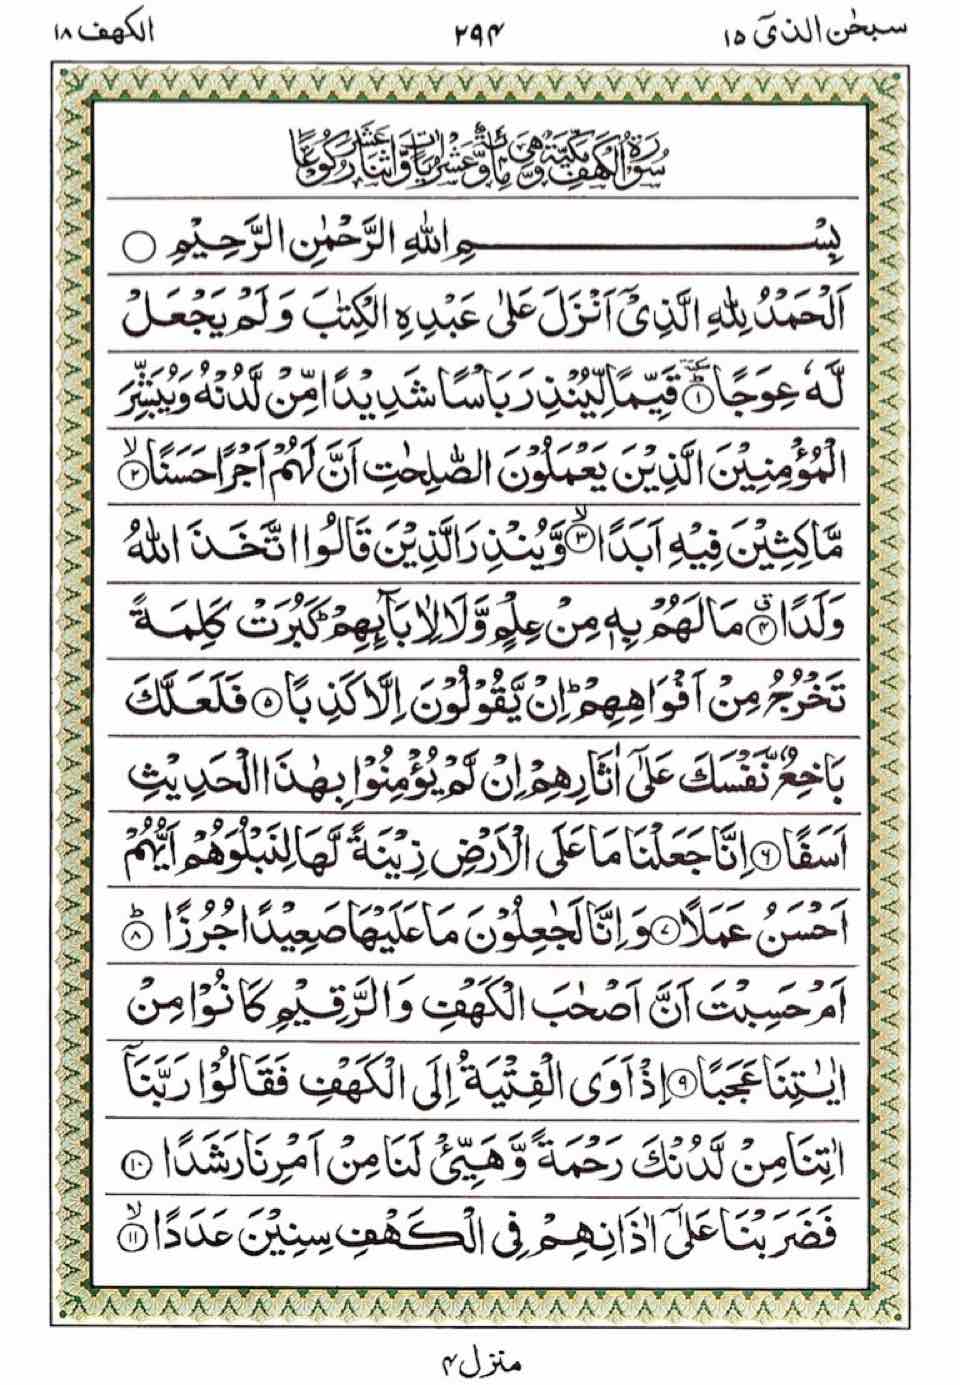 سبحٰن الذیٓ ۱۵
۲۹۴
الکهف ۱۸
سُوْرَةُ الْكَهْفِ مَكِّيَّةٌ وَّهِيَ مِائَةٌ وَّعَشْرُ اٰيَاتٍ وَّاثْنَا عَشَرَ رُكُوْعًا
بِسْمِ اللّٰهِ الرَّحْمٰنِ الرَّحِيْمِ ○
اَلْحَمْدُ لِلّٰهِ الَّذِيْۤ اَنْزَلَ عَلٰى عَبْدِهِ الْكِتٰبَ وَ لَمْ يَجْعَلْ
لَّهٗ عِوَجًا ﴿۱﴾ؕ سكتة قَيِّمًا لِّيُنْذِرَ بَاْسًا شَدِيْدًا مِّنْ لَّدُنْهُ وَيُبَشِّرَ
الْمُؤْمِنِيْنَ الَّذِيْنَ يَعْمَلُوْنَ الصّٰلِحٰتِ اَنَّ لَهُمْ اَجْرًا حَسَنًا ﴿۲﴾ۙ
مَّاكِثِيْنَ فِيْهِ اَبَدًا ﴿۳﴾ۙ وَّيُنْذِرَ الَّذِيْنَ قَالُوا اتَّخَذَ اللّٰهُ
وَلَدًا ﴿۴﴾ۗ مَا لَهُمْ بِهٖ مِنْ عِلْمٍ وَّلَا لِاٰبَآئِهِمْ ؕ كَبُرَتْ كَلِمَةً
تَخْرُجُ مِنْ اَفْوَاهِهِمْ ؕ اِنْ يَّقُوْلُوْنَ اِلَّا كَذِبًا ﴿۵﴾ فَلَعَلَّكَ
بَاخِعٌ نَّفْسَكَ عَلٰۤى اٰثَارِهِمْ اِنْ لَّمْ يُؤْمِنُوْا بِهٰذَا الْحَدِيْثِ
اَسَفًا ﴿۶﴾ اِنَّا جَعَلْنَا مَا عَلَى الْاَرْضِ زِيْنَةً لَّهَا لِنَبْلُوَهُمْ اَيُّهُمْ
اَحْسَنُ عَمَلًا ﴿۷﴾ وَ اِنَّا لَجٰعِلُوْنَ مَا عَلَيْهَا صَعِيْدًا جُرُزًا ﴿۸﴾ؕ
اَمْ حَسِبْتَ اَنَّ اَصْحٰبَ الْكَهْفِ وَ الرَّقِيْمِ كَانُوْا مِنْ
اٰيٰتِنَا عَجَبًا ﴿۹﴾ اِذْ اَوَى الْفِتْيَةُ اِلَى الْكَهْفِ فَقَالُوْا رَبَّنَاۤ
اٰتِنَا مِنْ لَّدُنْكَ رَحْمَةً وَّ هَيِّئْ لَنَا مِنْ اَمْرِنَا رَشَدًا ﴿۱۰﴾
فَضَرَبْنَا عَلٰۤى اٰذَانِهِمْ فِى الْكَهْفِ سِنِيْنَ عَدَدًا ﴿۱۱﴾ۙ
منزل ۴